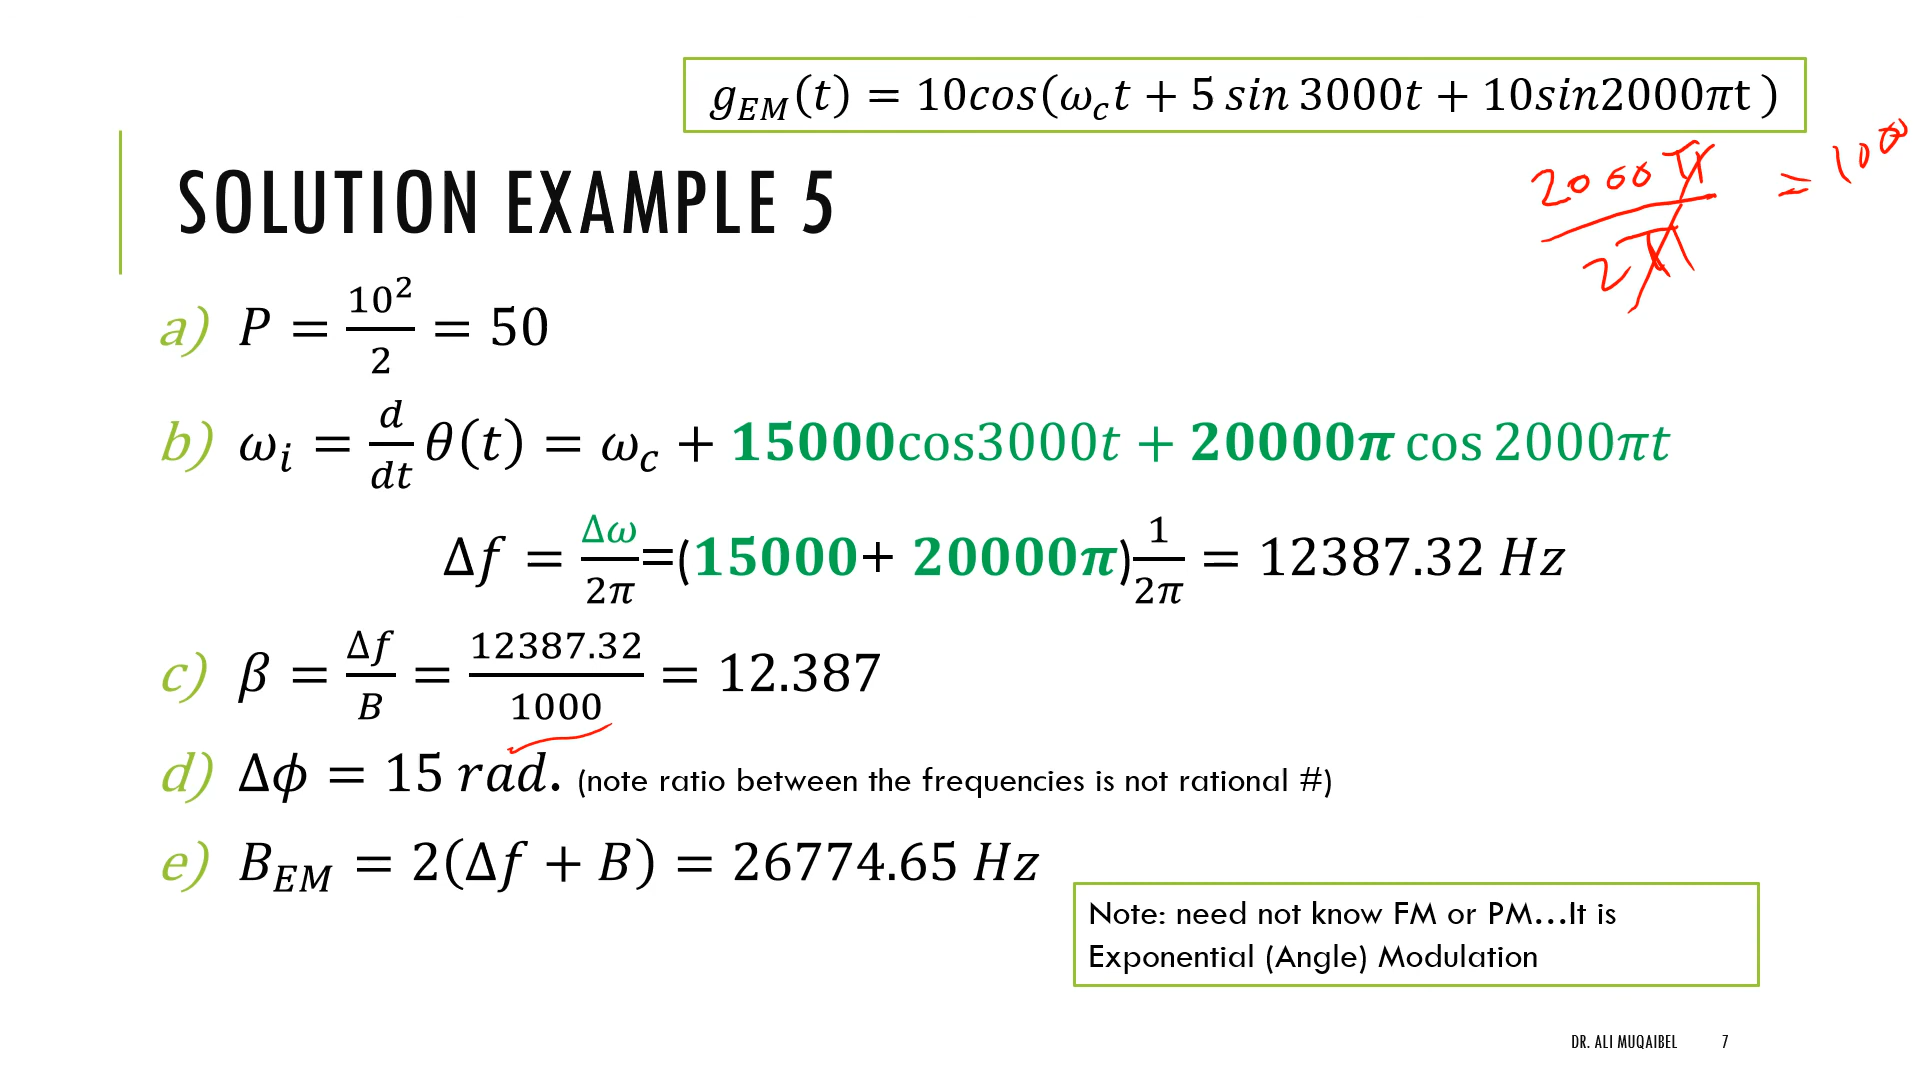 g_EM(t) = 10cos(ω_c t + 5 sin 3000t + 10sin2000πt )
SOLUTION EXAMPLE 5
2000π/2π = 1000
a) P = 10²/2 = 50
b) ω_i = d/dt θ(t) = ω_c + 15000cos3000t + 20000π cos 2000πt
Δf = Δω/2π =(15000+ 20000π) 1/2π = 12387.32 Hz
c) β = Δf/B = 12387.32/1000 = 12.387
d) Δϕ = 15 rad. (note ratio between the frequencies is not rational #)
e) B_EM = 2(Δf + B) = 26774.65 Hz
Note: need not know FM or PM…It is
Exponential (Angle) Modulation
DR. ALI MUQAIBEL 7